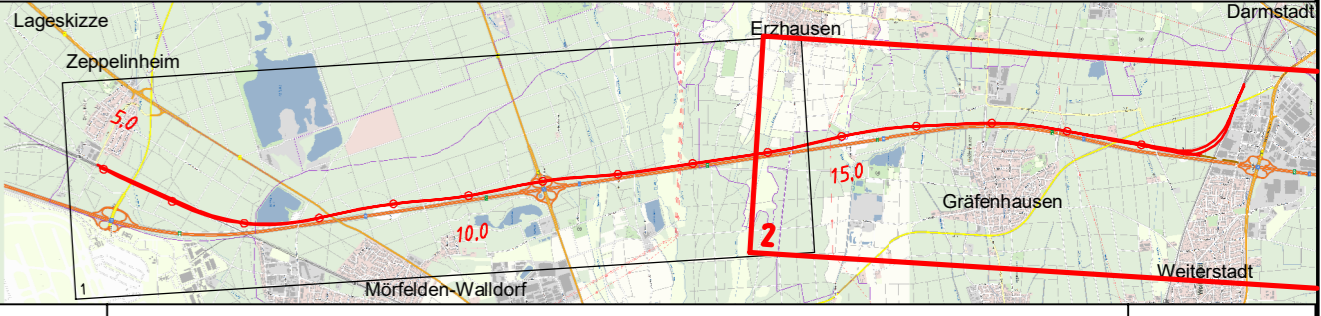 Lageskizze
Darmstadt
Erzhausen
Zeppelinheim
5.0
15.0
Gräfenhausen
10.0
2
Weiterstadt
1
Mörfelden-Walldorf